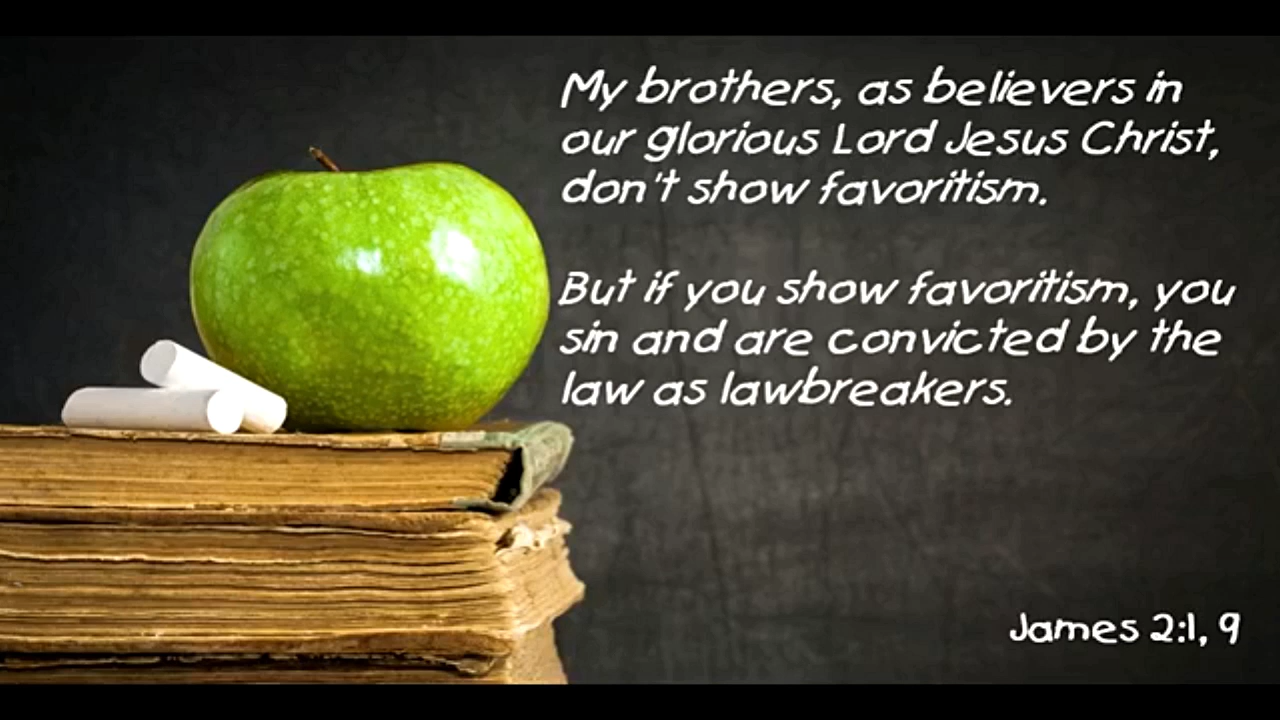 My brothers, as believers in
our glorious Lord Jesus Christ,
don't show favoritism.
But if you show favoritism, you
sin and are convicted by the
law as lawbreakers.
James 2:1, 9